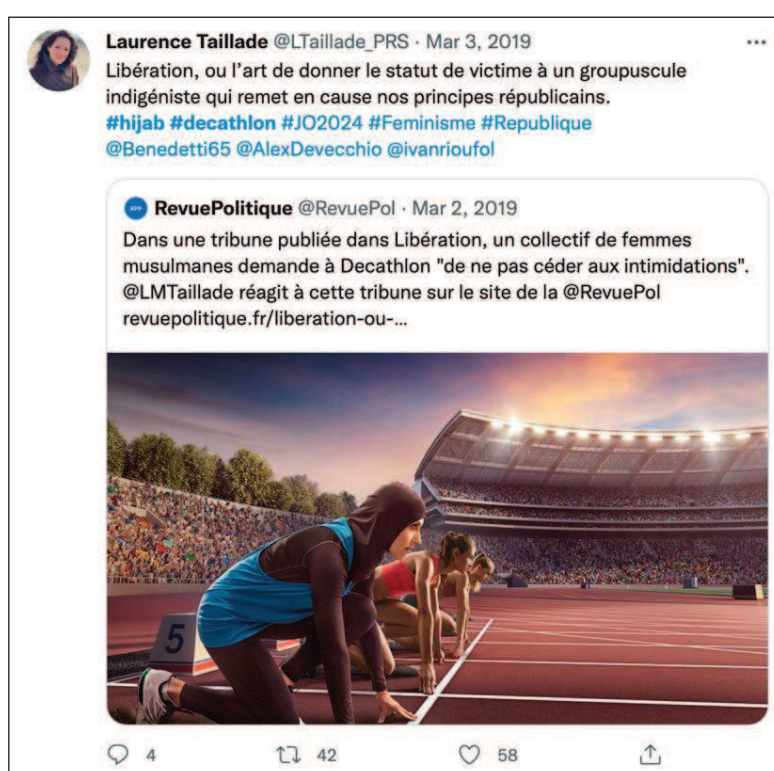 Laurence Taillade @LTaillade_PRS · Mar 3, 2019
Libération, ou l'art de donner le statut de victime à un groupuscule
indigéniste qui remet en cause nos principes républicains.
#hijab #decathlon #JO2024 #Feminisme #Republique
@Benedetti65 @AlexDevecchio @ivanrioufol
RevuePolitique @RevuePol · Mar 2, 2019
Dans une tribune publiée dans Libération, un collectif de femmes
musulmanes demande à Decathlon "de ne pas céder aux intimidations".
@LMTaillade réagit à cette tribune sur le site de la @RevuePol
revuepolitique.fr/liberation-ou-...
5
4 42 58